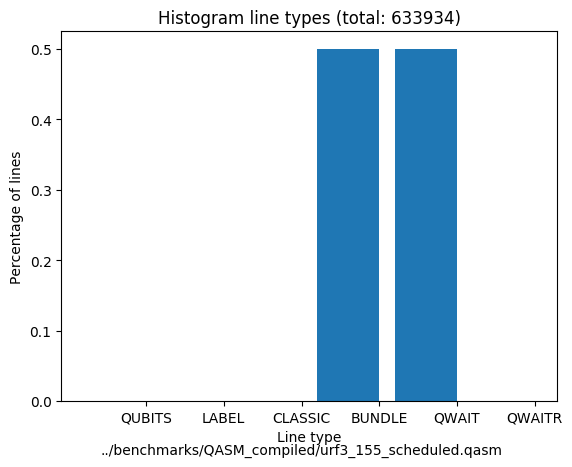 Histogram line types (total: 633934)
Percentage of lines
0.5
0.4
0.3
0.2
0.1
0.0
QUBITS LABEL CLASSIC BUNDLE QWAIT QWAITR
Line type
../benchmarks/QASM_compiled/urf3_155_scheduled.qasm